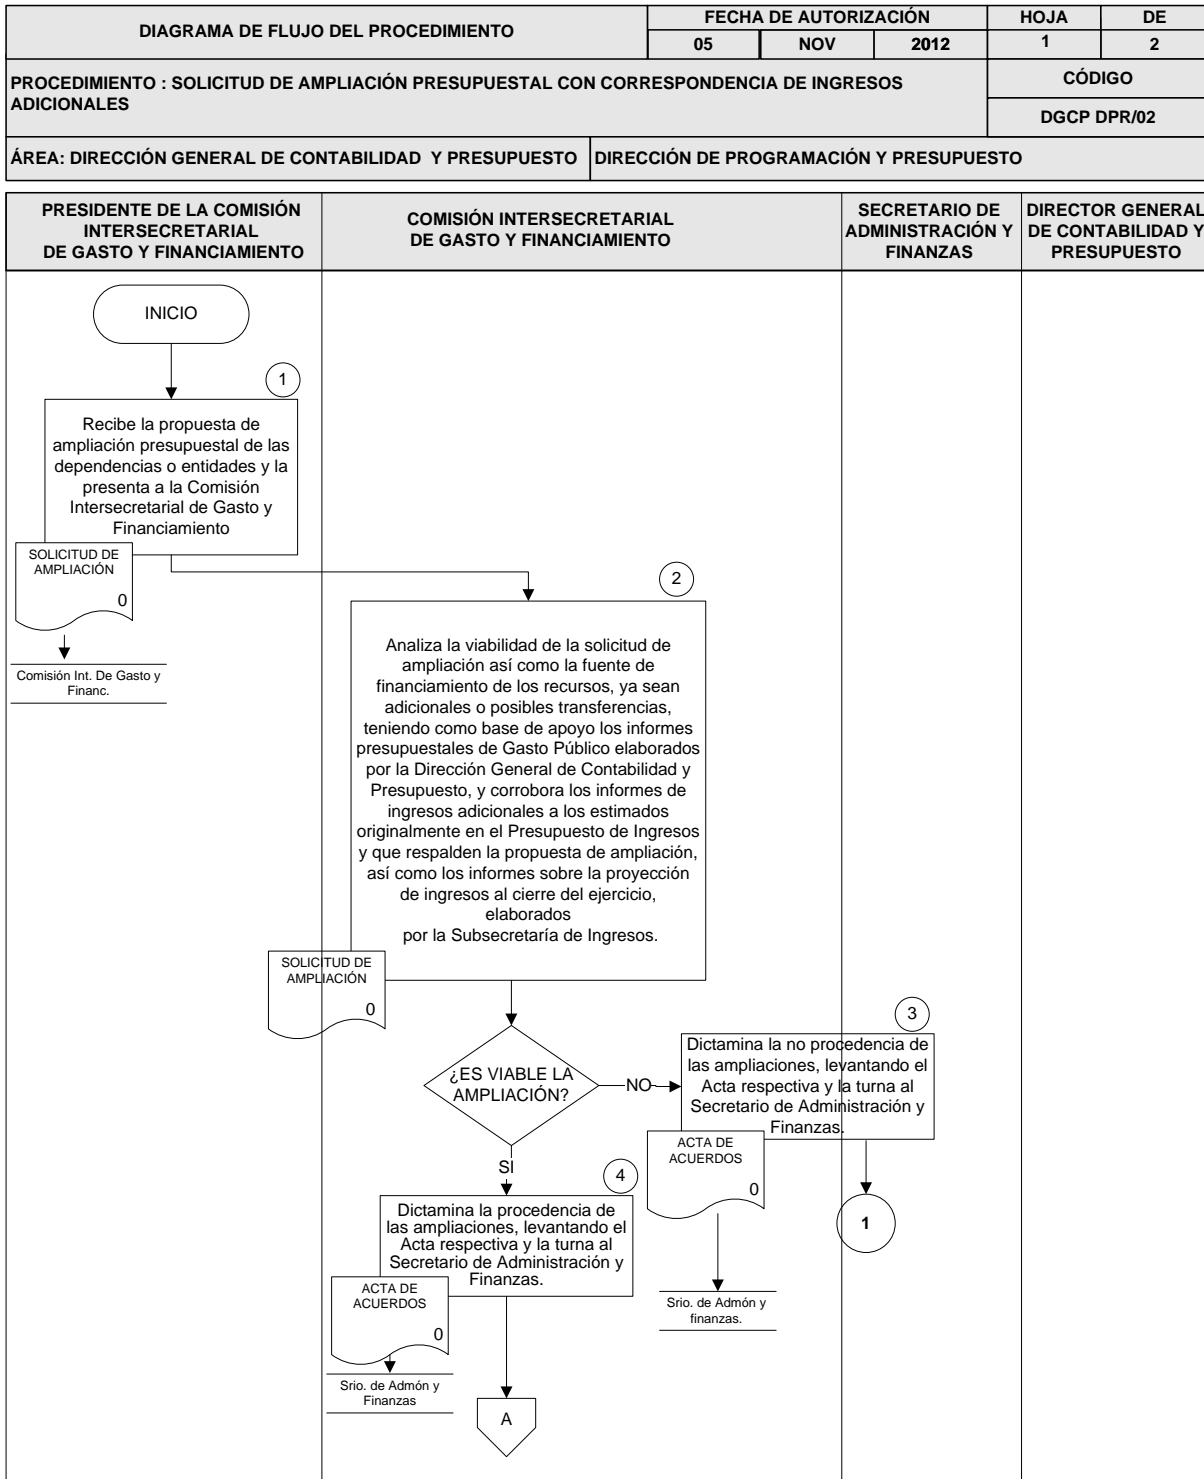 DIAGRAMA DE FLUJO DEL PROCEDIMIENTO
FECHA DE AUTORIZACIÓN
HOJA
DE
05
NOV
2012
1
2
PROCEDIMIENTO : SOLICITUD DE AMPLIACIÓN PRESUPUESTAL CON CORRESPONDENCIA DE INGRESOS
ADICIONALES
CÓDIGO
DGCP DPR/02
ÁREA: DIRECCIÓN GENERAL DE CONTABILIDAD Y PRESUPUESTO
DIRECCIÓN DE PROGRAMACIÓN Y PRESUPUESTO
PRESIDENTE DE LA COMISIÓN
INTERSECRETARIAL
DE GASTO Y FINANCIAMIENTO
COMISIÓN INTERSECRETARIAL
DE GASTO Y FINANCIAMIENTO
SECRETARIO DE
ADMINISTRACIÓN Y
FINANZAS
DIRECTOR GENERAL
DE CONTABILIDAD Y
PRESUPUESTO
INICIO
1
Recibe la propuesta de
ampliación presupuestal de las
dependencias o entidades y la
presenta a la Comisión
Intersecretarial de Gasto y
Financiamiento
SOLICITUD DE
AMPLIACIÓN
0
Comisión Int. De Gasto y
Financ.
2
Analiza la viabilidad de la solicitud de
ampliación así como la fuente de
financiamiento de los recursos, ya sean
adicionales o posibles transferencias,
teniendo como base de apoyo los informes
presupuestales de Gasto Público elaborados
por la Dirección General de Contabilidad y
Presupuesto, y corrobora los informes de
ingresos adicionales a los estimados
originalmente en el Presupuesto de Ingresos
y que respalden la propuesta de ampliación,
así como los informes sobre la proyección
de ingresos al cierre del ejercicio,
elaborados
por la Subsecretaría de Ingresos.
SOLICITUD DE
AMPLIACIÓN
0
¿ES VIABLE LA
AMPLIACIÓN?
NO
3
Dictamina la no procedencia de
las ampliaciones, levantando el
Acta respectiva y la turna al
Secretario de Administración y
Finanzas.
ACTA DE
ACUERDOS
0
Srio. de Admón y
finanzas.
1
SI
4
Dictamina la procedencia de
las ampliaciones, levantando el
Acta respectiva y la turna al
Secretario de Administración y
Finanzas.
ACTA DE
ACUERDOS
0
Srio. de Admón y
Finanzas
A